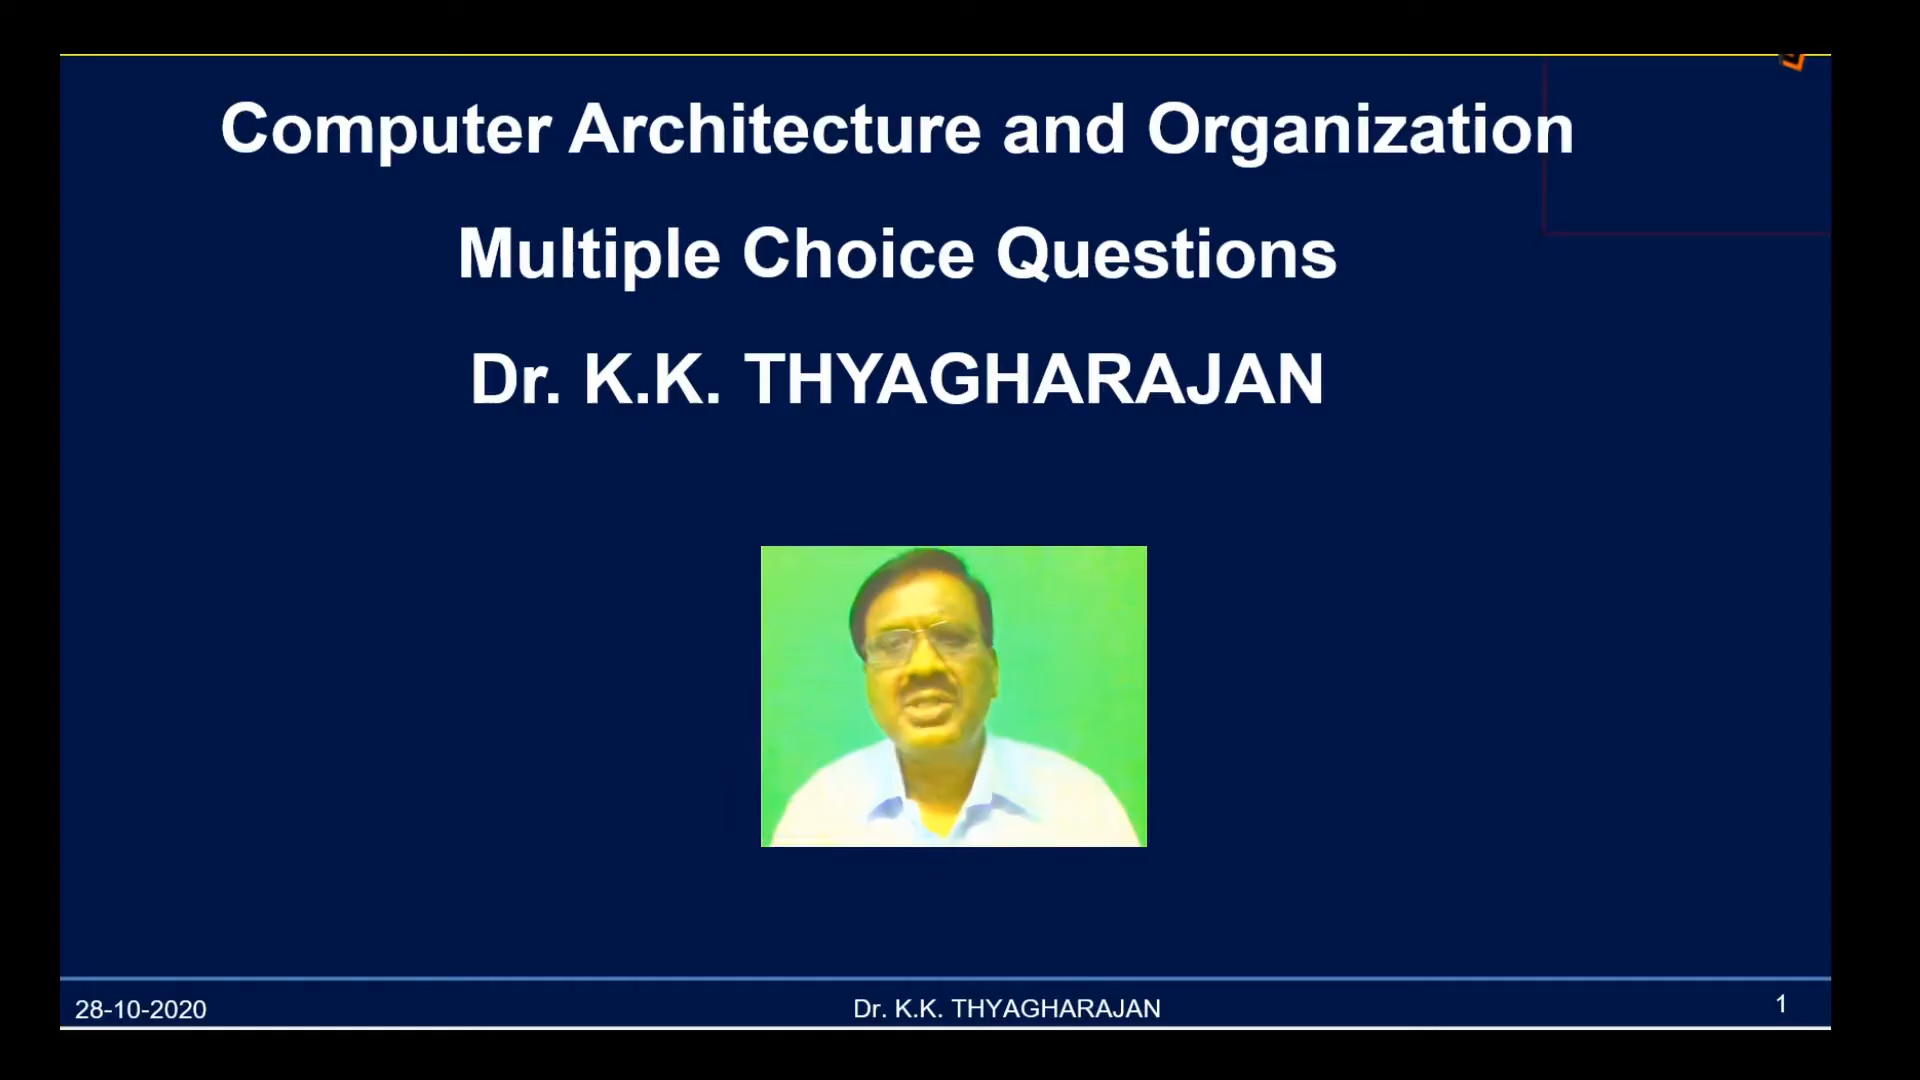 Computer Architecture and Organization
Multiple Choice Questions
Dr. K.K. THYAGHARAJAN
28-10-2020
Dr. K.K. THYAGHARAJAN
1